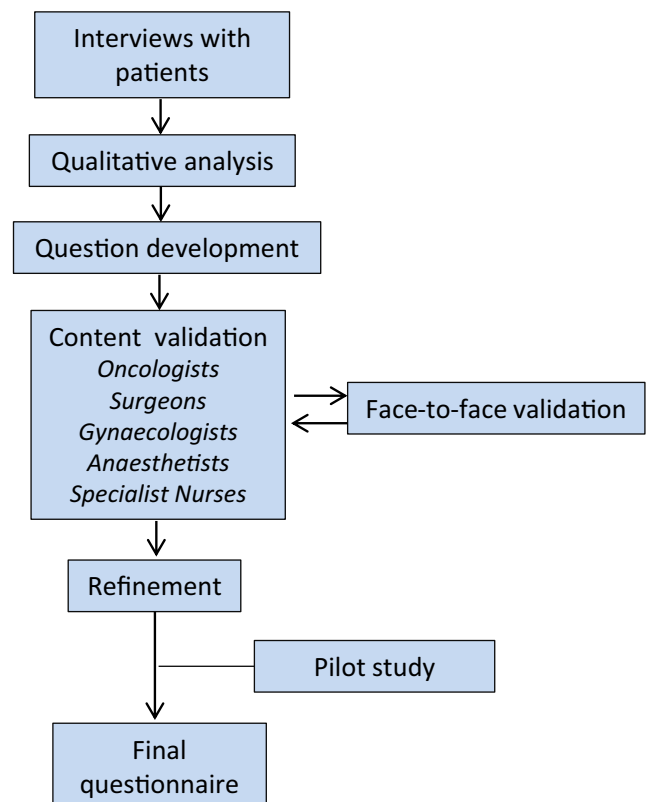 Interviews with
patients
Qualitative analysis
Question development
Content validation
Oncologists
Surgeons
Gynaecologists
Anaesthetists
Specialist Nurses
Face-to-face validation
Refinement
Pilot study
Final
questionnaire